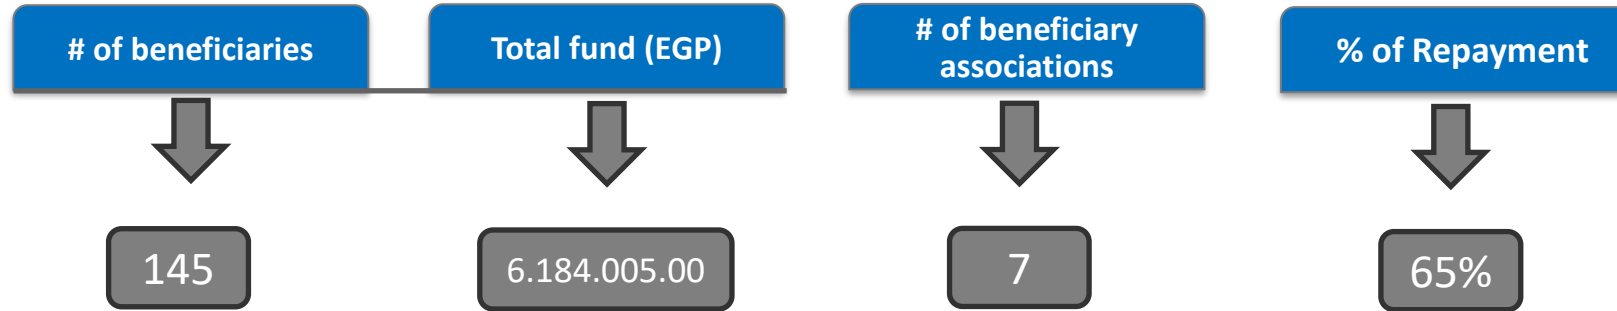 # of beneficiaries
Total fund (EGP)
# of beneficiary
associations
% of Repayment
145
6.184.005.00
7
65%